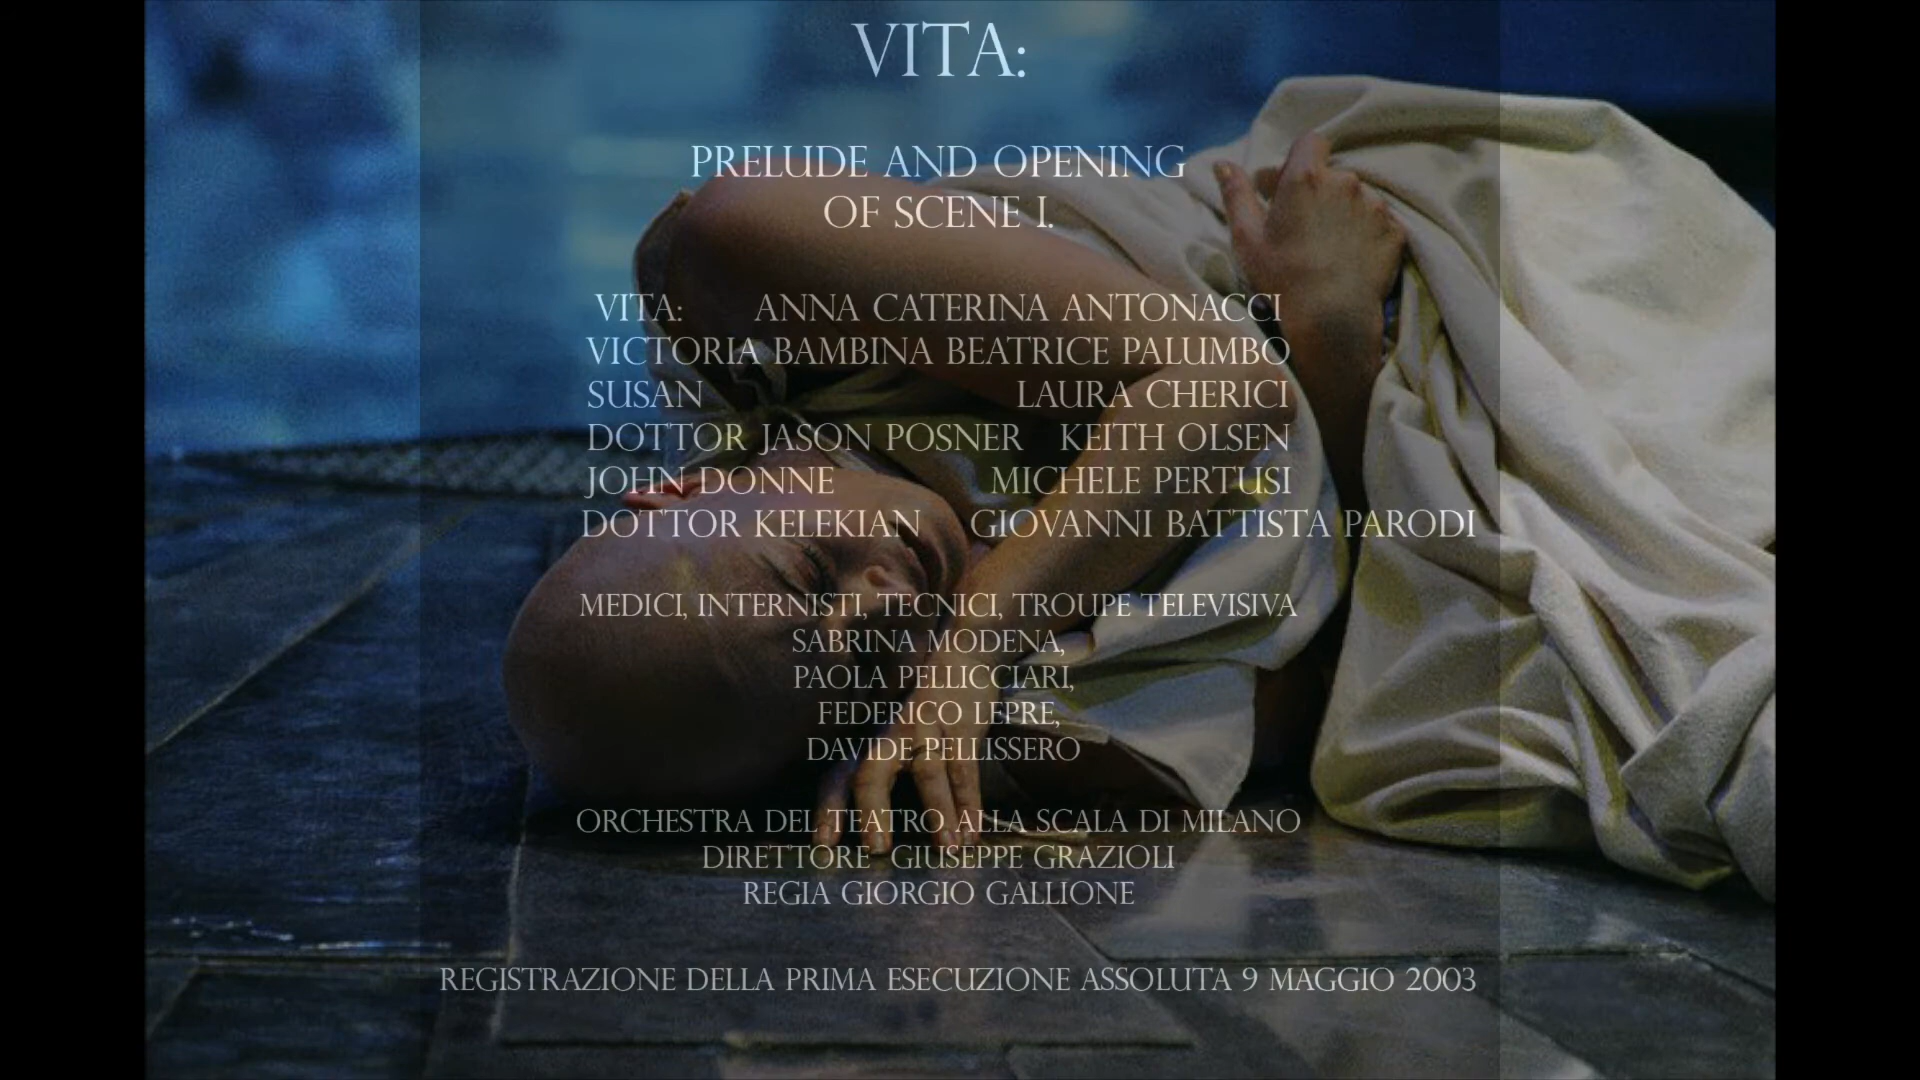 VITA:
PRELUDE AND OPENING
OF SCENE I.
VITA: ANNA CATERINA ANTONACCI
VICTORIA BAMBINA BEATRICE PALUMBO
SUSAN LAURA CHERICI
DOTTOR JASON POSNER KEITH OLSEN
JOHN DONNE MICHELE PERTUSI
DOTTOR KELEKIAN GIOVANNI BATTISTA PARODI
MEDICI, INTERNISTI, TECNICI, TROUPE TELEVISIVA
SABRINA MODENA,
PAOLA PELLICCIARI,
FEDERICO LEPRE,
DAVIDE PELLISSERO
ORCHESTRA DEL TEATRO ALLA SCALA DI MILANO
DIRETTORE GIUSEPPE GRAZIOLI
REGIA GIORGIO GALLIONE
REGISTRAZIONE DELLA PRIMA ESECUZIONE ASSOLUTA 9 MAGGIO 2003